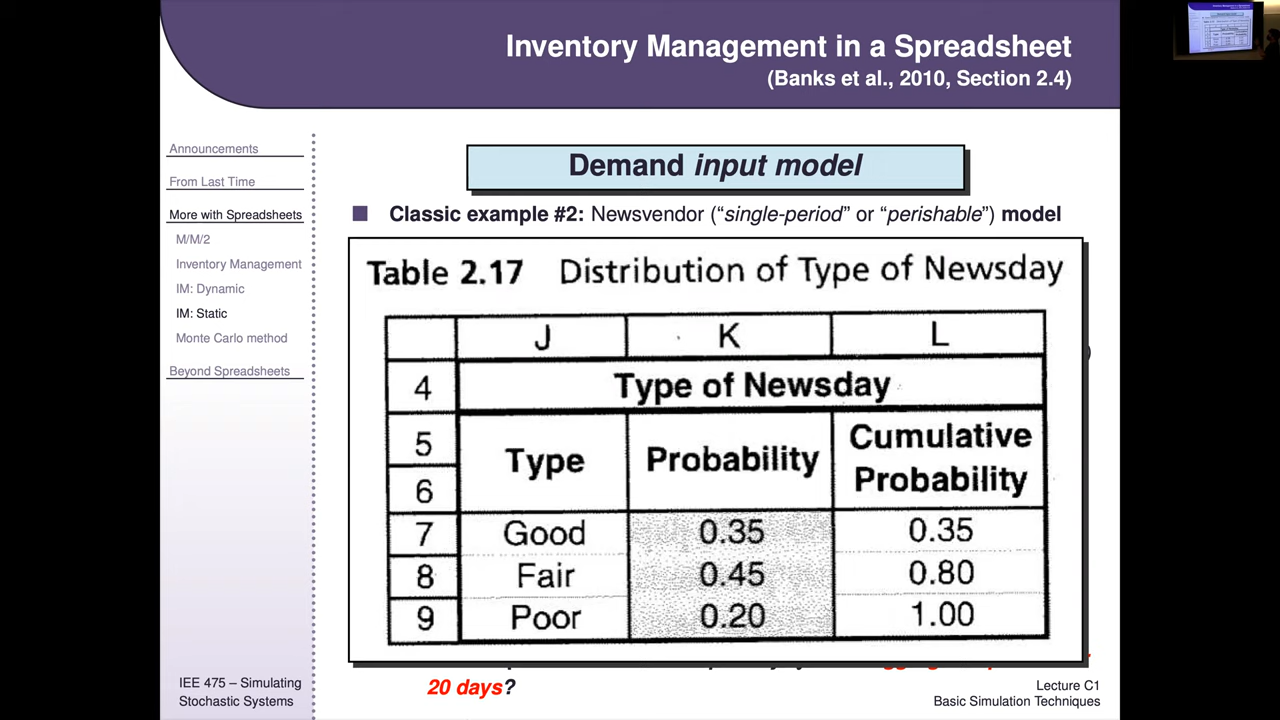 Inventory Management in a Spreadsheet
(Banks et al., 2010, Section 2.4)
Announcements
From Last Time
More with Spreadsheets
M/M/2
Inventory Management
IM: Dynamic
IM: Static
Monte Carlo method
Beyond Spreadsheets
Demand input model
■ Classic example #2: Newsvendor (“single-period” or “perishable”) model
Table 2.17 Distribution of Type of Newsday
J K L
4 Type of Newsday
5
6
Type Probability Cumulative Probability
7 Good 0.35 0.35
8 Fair 0.45 0.80
9 Poor 0.20 1.00
20 days?
IEE 475 – Simulating
Stochastic Systems
Lecture C1
Basic Simulation Techniques